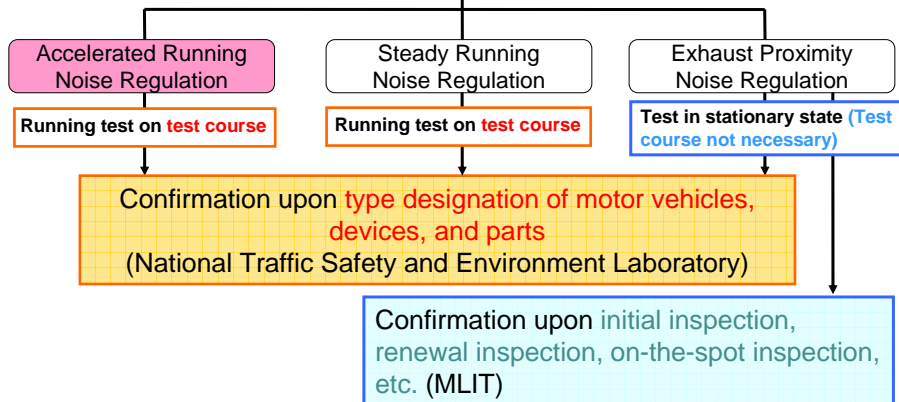 Accelerated Running
Noise Regulation
Steady Running
Noise Regulation
Exhaust Proximity
Noise Regulation
Running test on test course
Running test on test course
Test in stationary state (Test
course not necessary)
Confirmation upon type designation of motor vehicles,
devices, and parts
(National Traffic Safety and Environment Laboratory)
Confirmation upon initial inspection,
renewal inspection, on-the-spot inspection,
etc. (MLIT)